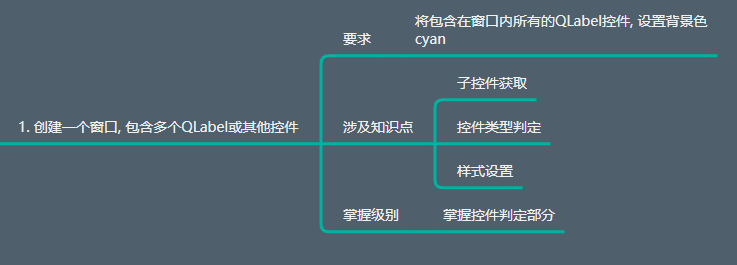 1. 创建一个窗口, 包含多个QLabel或其他控件
要求
将包含在窗口内所有的QLabel控件, 设置背景色
cyan
涉及知识点
子控件获取
控件类型判定
样式设置
掌握级别
掌握控件判定部分